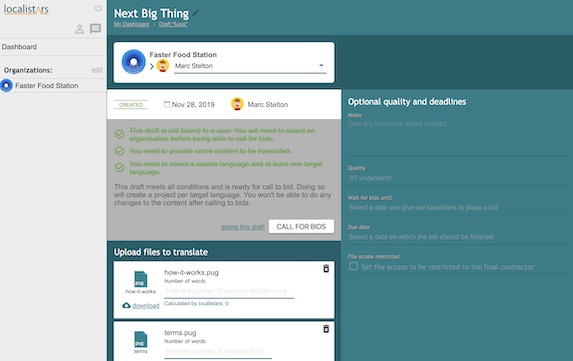 localistars
Dashboard
Organizations:
add
Faster Food Station
Next Big Thing
My Dashboard > Draft "fuggi"
Faster Food Station
Marc Stelton
CREATED
Nov 28, 2019
Marc Stelton
This draft is still bound to a user. You will need to select an
organisation before being able to call for bids.
You need to provide some content to be translated.
You need to select a source language and at least one target
language.
This draft meets all conditions and is ready for call to bid. Doing so
will create a project per target language. You won't be able to do any
changes to the content after calling to bids.
delete this draft
CALL FOR BIDS
Upload files to translate
pug
how-it-works
download
how-it-works.pug
Number of words
Enter the number of words in this file to
Calculated by localistars: 0
pug
terms
terms.pug
Number of words
Enter the number of words in this
Optional quality and deadlines
Notes
Give any important details needed...
Quality
??? underearth
Wait for bids until
Select a date you give our localistars to place a bid
Due date
Select a date on which the job should be finished
File access restricted
Set file access to be restricted to the final contractor